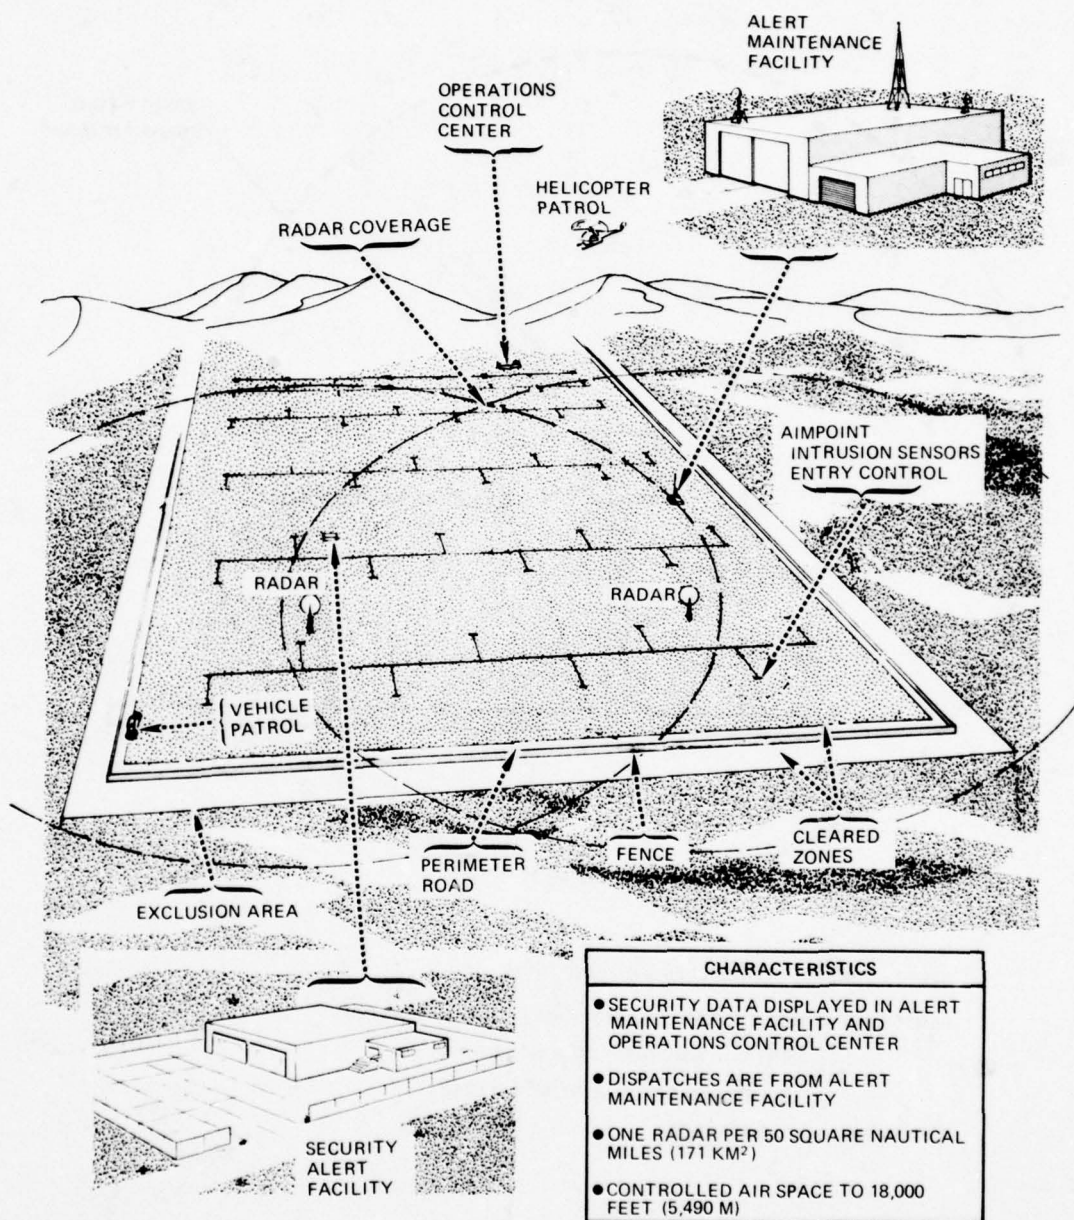 ALERT
MAINTENANCE
FACILITY
OPERATIONS
CONTROL
CENTER
HELICOPTER
PATROL
RADAR COVERAGE
AIMPOINT
INTRUSION SENSORS
ENTRY CONTROL
RADAR
RADAR
VEHICLE
PATROL
PERIMETER
ROAD
FENCE
CLEARED
ZONES
EXCLUSION AREA
SECURITY
ALERT
FACILITY
CHARACTERISTICS
● SECURITY DATA DISPLAYED IN ALERT
MAINTENANCE FACILITY AND
OPERATIONS CONTROL CENTER
● DISPATCHES ARE FROM ALERT
MAINTENANCE FACILITY
● ONE RADAR PER 50 SQUARE NAUTICAL
MILES (171 KM²)
● CONTROLLED AIR SPACE TO 18,000
FEET (5,490 M)